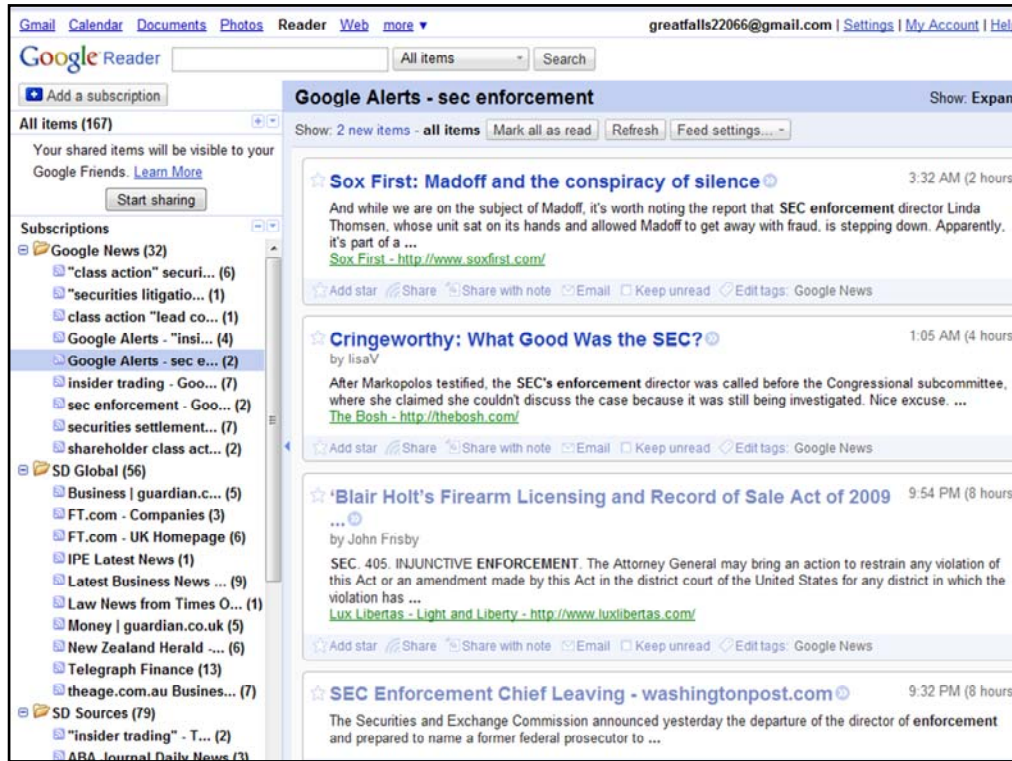 Gmail Calendar Documents Photos Reader Web more ▼
greatfalls22066@gmail.com | Settings | My Account |
Google Reader
All items
Search
Add a subscription
All items (167)
Your shared items will be visible to your
Google Friends. Learn More
Start sharing
Subscriptions
Google News (32)
"class action" securi... (6)
"securities litigatio... (1)
class action "lead co... (1)
Google Alerts - "insi... (4)
Google Alerts - sec e... (2)
insider trading - Goo... (7)
sec enforcement - Goo... (2)
securities settlement... (7)
shareholder class act... (2)
SD Global (56)
Business | guardian.c... (5)
FT.com - Companies (3)
FT.com - UK Homepage (6)
IPE Latest News (1)
Latest Business News ... (9)
Law News from Times O... (1)
Money | guardian.co.uk (5)
New Zealand Herald -... (6)
Telegraph Finance (13)
theage.com.au Busines... (7)
SD Sources (79)
"insider trading" - T... (2)
ABA Journal Daily News (3)
Google Alerts - sec enforcement
Show:
Show: 2 new items - all items Mark all as read Refresh Feed settings...
Sox First: Madoff and the conspiracy of silence
3:32 AM (2 hours
And while we are on the subject of Madoff, it's worth noting the report that SEC enforcement director Linda
Thomsen, whose unit sat on its hands and allowed Madoff to get away with fraud, is stepping down. Apparently,
it's part of a ...
Sox First - http://www.soxfirst.com/
Add star Share Share with note Email Keep unread Edit tags: Google News
Cringeworthy: What Good Was the SEC?
1:05 AM (4 hours
by lisaV
After Markopolos testified, the SEC's enforcement director was called before the Congressional subcommittee,
where she claimed she couldn't discuss the case because it was still being investigated. Nice excuse. ...
The Bosh - http://thebosh.com/
Add star Share Share with note Email Keep unread Edit tags: Google News
'Blair Holt's Firearm Licensing and Record of Sale Act of 2009
9:54 PM (8 hours
...
by John Frisby
SEC. 405. INJUNCTIVE ENFORCEMENT. The Attorney General may bring an action to restrain any violation of
this Act or an amendment made by this Act in the district court of the United States for any district in which the
violation has ...
Lux Libertas - Light and Liberty - http://www.luxlibertas.com/
Add star Share Share with note Email Keep unread Edit tags: Google News
SEC Enforcement Chief Leaving - washingtonpost.com
9:32 PM (8 hours
The Securities and Exchange Commission announced yesterday the departure of the director of enforcement
and prepared to name a former federal prosecutor to ...